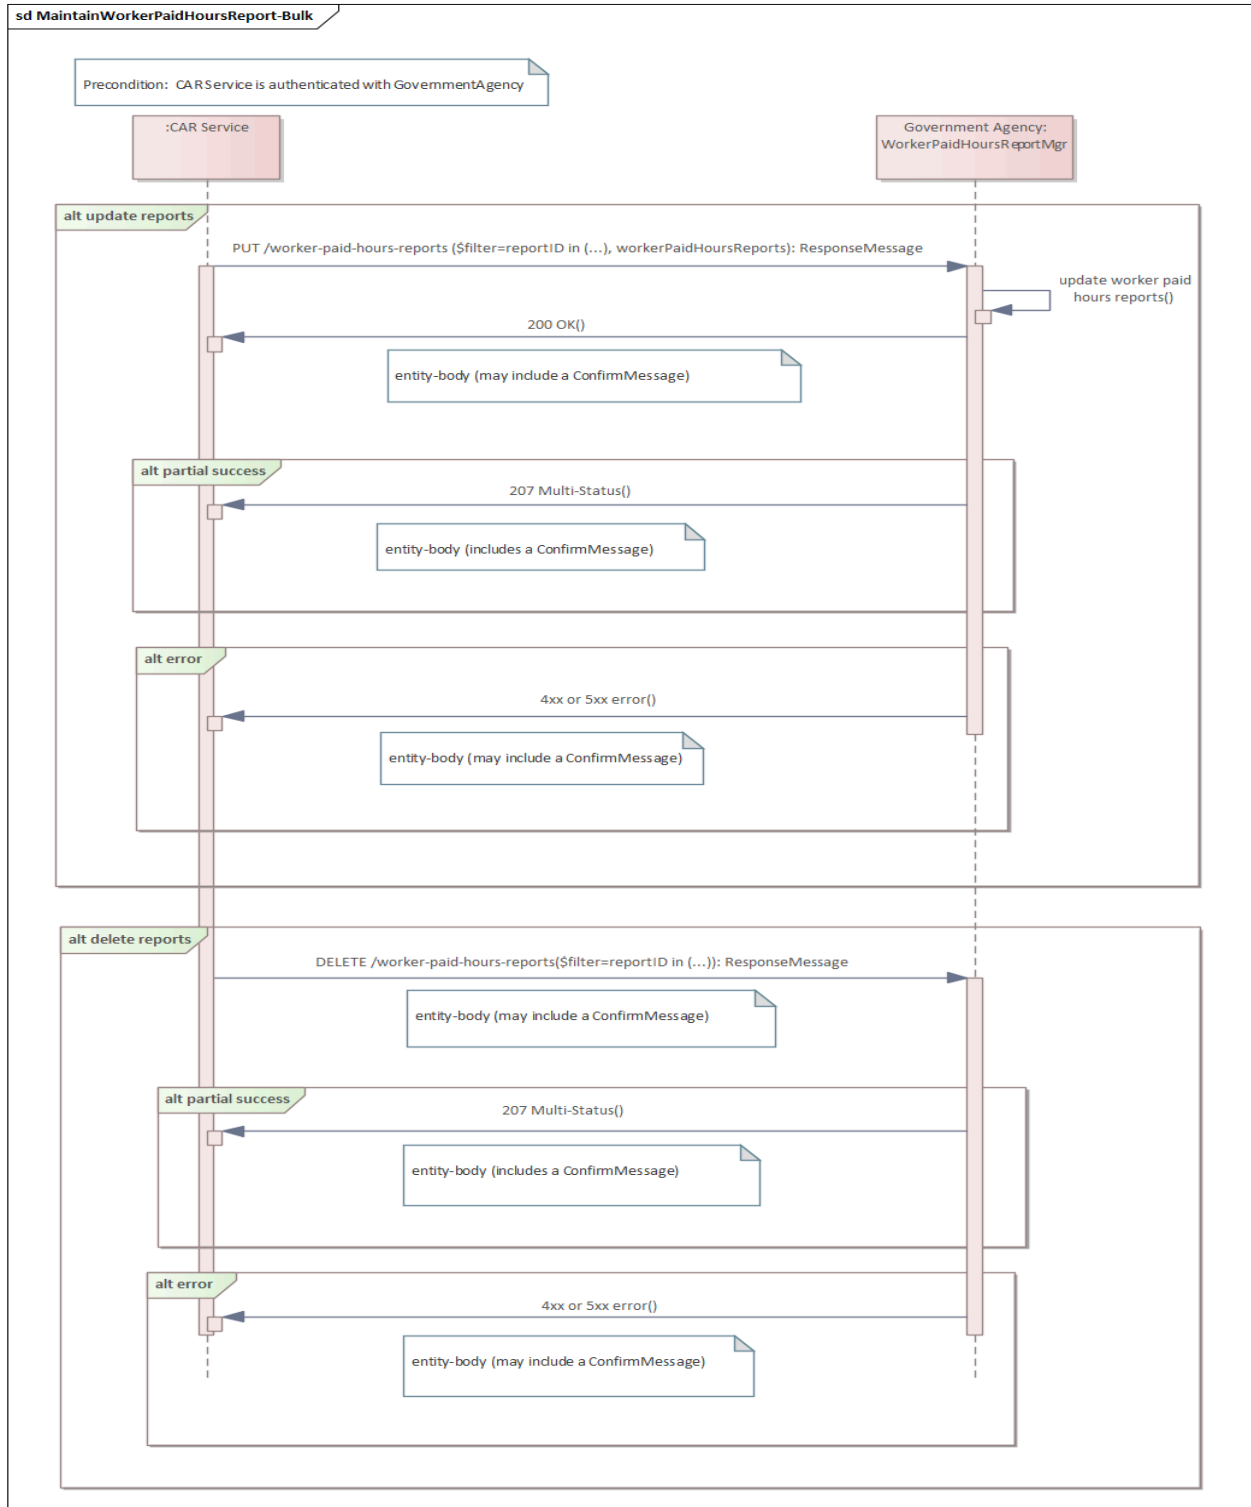 sd MaintainWorkerPaidHoursReport-Bulk
Precondition:  CAR Service is authenticated with GovernmentAgency
:CAR Service
Government Agency:
WorkerPaidHoursReportMgr
alt update reports
PUT /worker-paid-hours-reports ($filter=reportID in (...), workerPaidHoursReports): ResponseMessage
update worker paid
hours reports()
200 OK()
entity-body (may include a ConfirmMessage)
alt partial success
207 Multi-Status()
entity-body (includes a ConfirmMessage)
alt error
4xx or 5xx error()
entity-body (may include a ConfirmMessage)
alt delete reports
DELETE /worker-paid-hours-reports($filter=reportID in (...)): ResponseMessage
entity-body (may include a ConfirmMessage)
alt partial success
207 Multi-Status()
entity-body (includes a ConfirmMessage)
alt error
4xx or 5xx error()
entity-body (may include a ConfirmMessage)